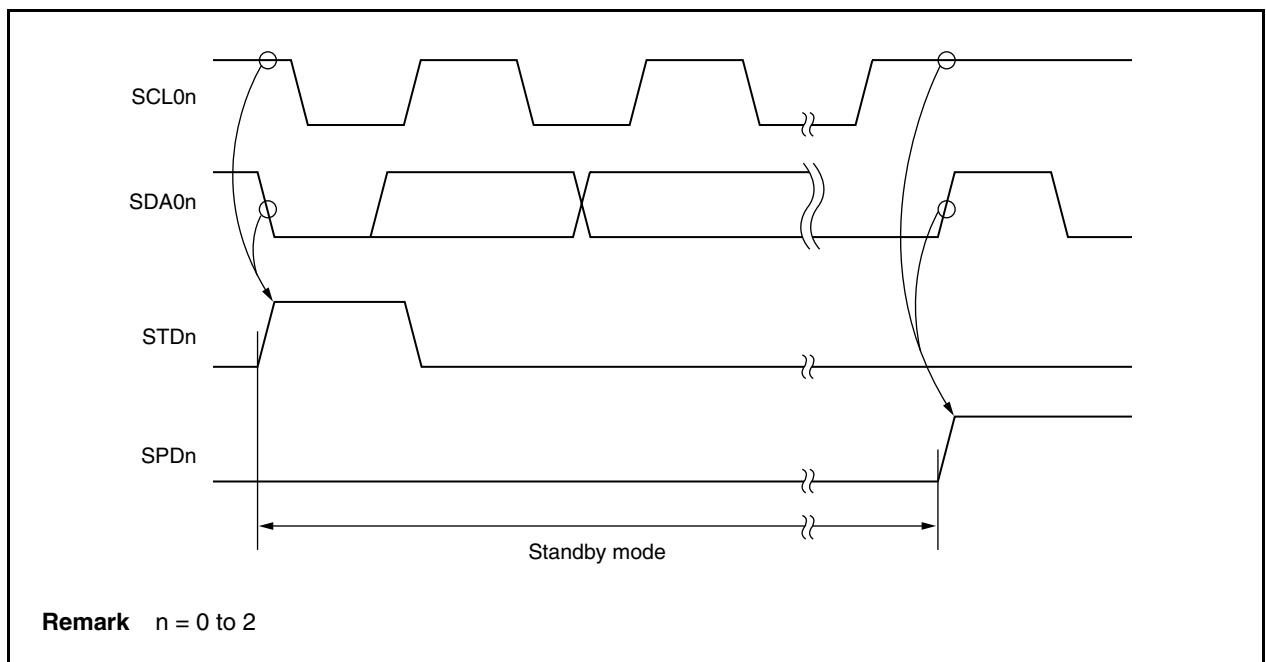 SCL0n
SDA0n
STDn
SPDn
Standby mode
Remark n = 0 to 2